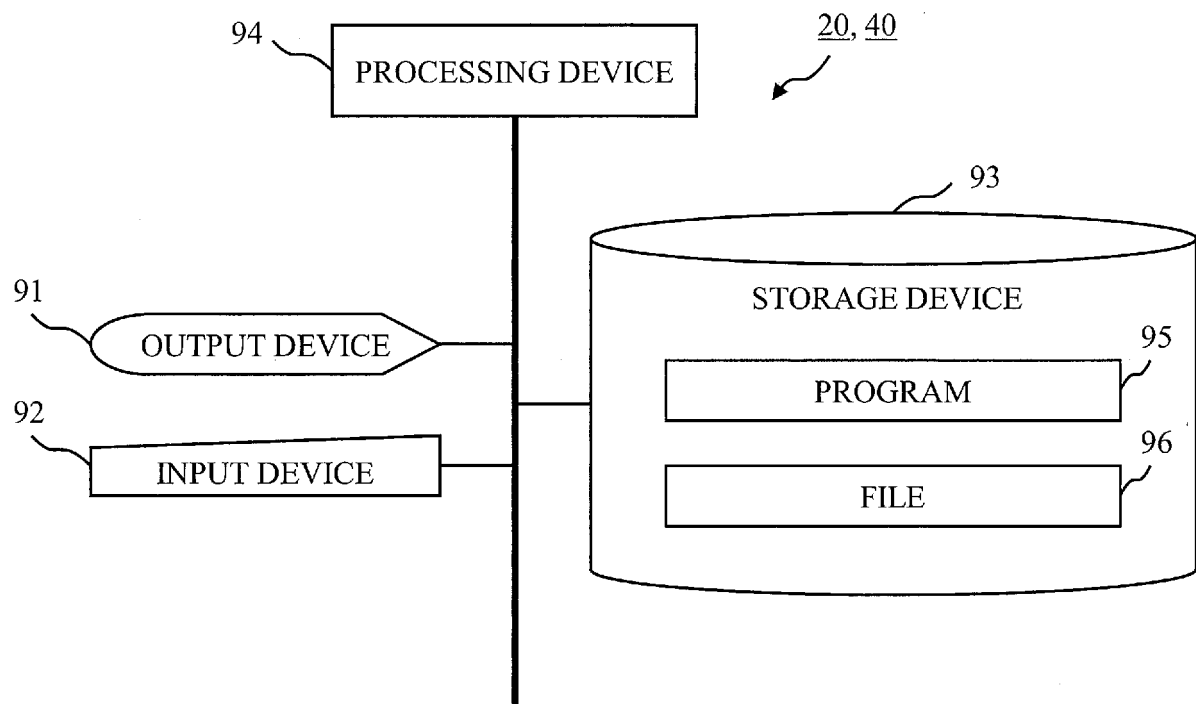 94
PROCESSING DEVICE
20, 40
93
STORAGE DEVICE
91
OUTPUT DEVICE
95
PROGRAM
92
INPUT DEVICE
96
FILE